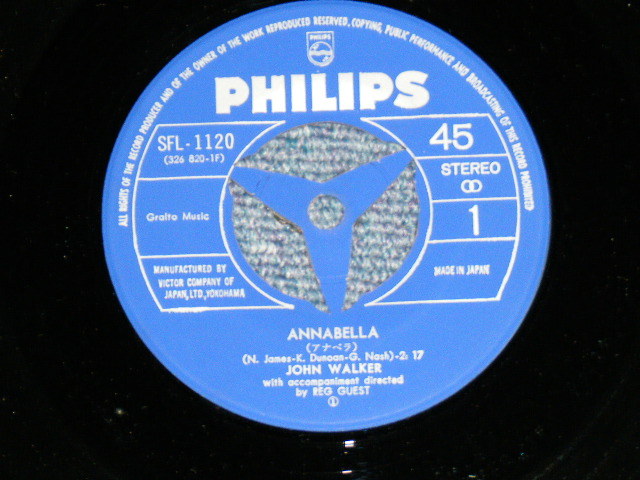 ALL RIGHTS OF THE RECORD PRODUCER AND OF THE OWNER OF THE WORK REPRODUCED RESERVED, COPYING, PUBLIC PERFORMANCE AND BROADCASTING OF THIS RECORD PROHIBITED
PHILIPS
PHILIPS
SFL-1120
(326 820-1F)
45
STEREO
1
Gralto Music
MANUFACTURED BY
VICTOR COMPANY OF
JAPAN, LTD., YOKOHAMA
MADE IN JAPAN
ANNABELLA
(アナベラ)
(N. James-K. Duncan-G. Nash)-2: 17
JOHN WALKER
with accompaniment directed
by REG GUEST
①